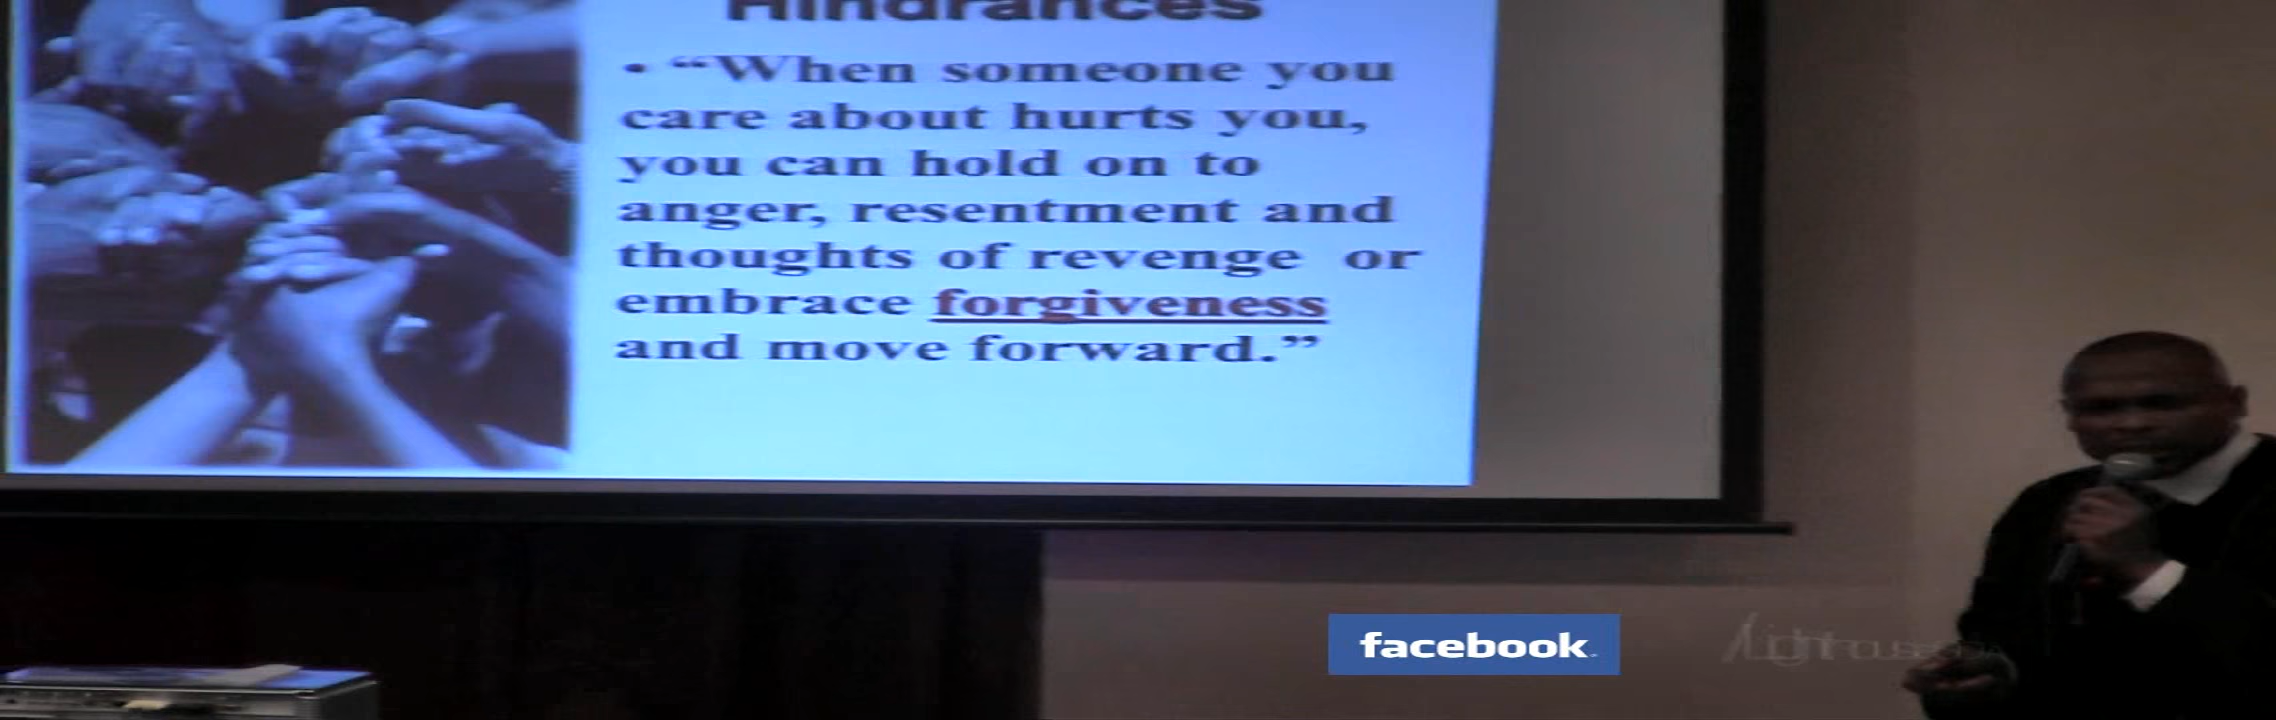 Hindrances
• “When someone you
care about hurts you,
you can hold on to
anger, resentment and
thoughts of revenge or
embrace forgiveness
and move forward.”
facebook